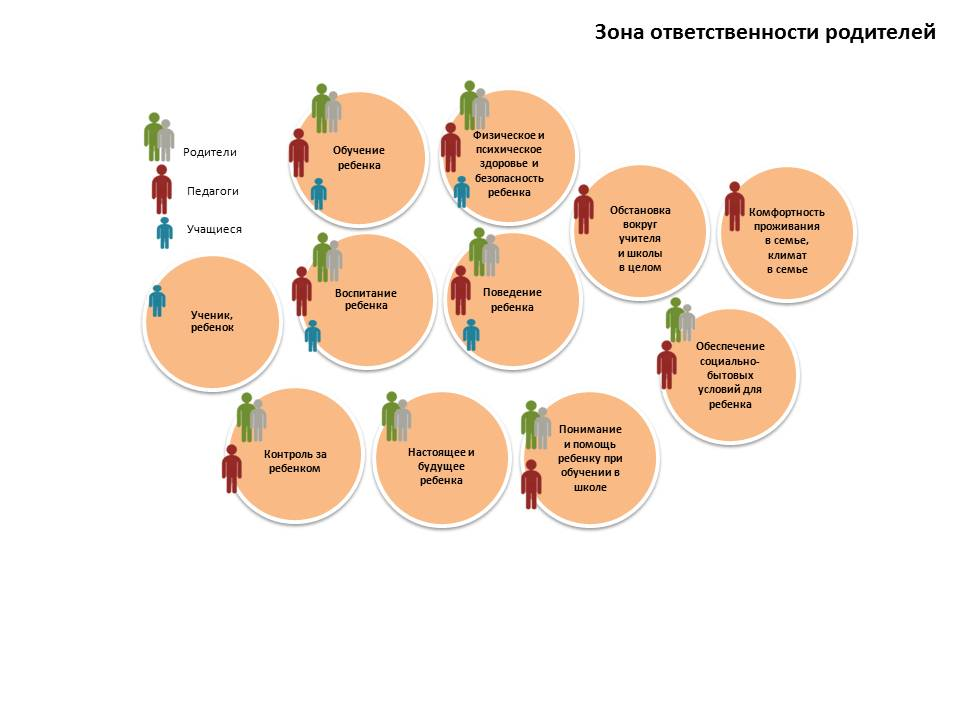 Зона ответственности родителей
Родители
Педагоги
Учащиеся
Обучение
ребенка
Физическое и
психическое
здоровье и
безопасность
ребенка
Обстановка
вокруг
учителя
и школы
в целом
Комфортность
проживания
в семье,
климат
в семье
Ученик,
ребенок
Воспитание
ребенка
Поведение
ребенка
Обеспечение
социально-
бытовых
условий для
ребенка
Контроль за
ребенком
Настоящее и
будущее
ребенка
Понимание
и помощь
ребенку при
обучении в
школе